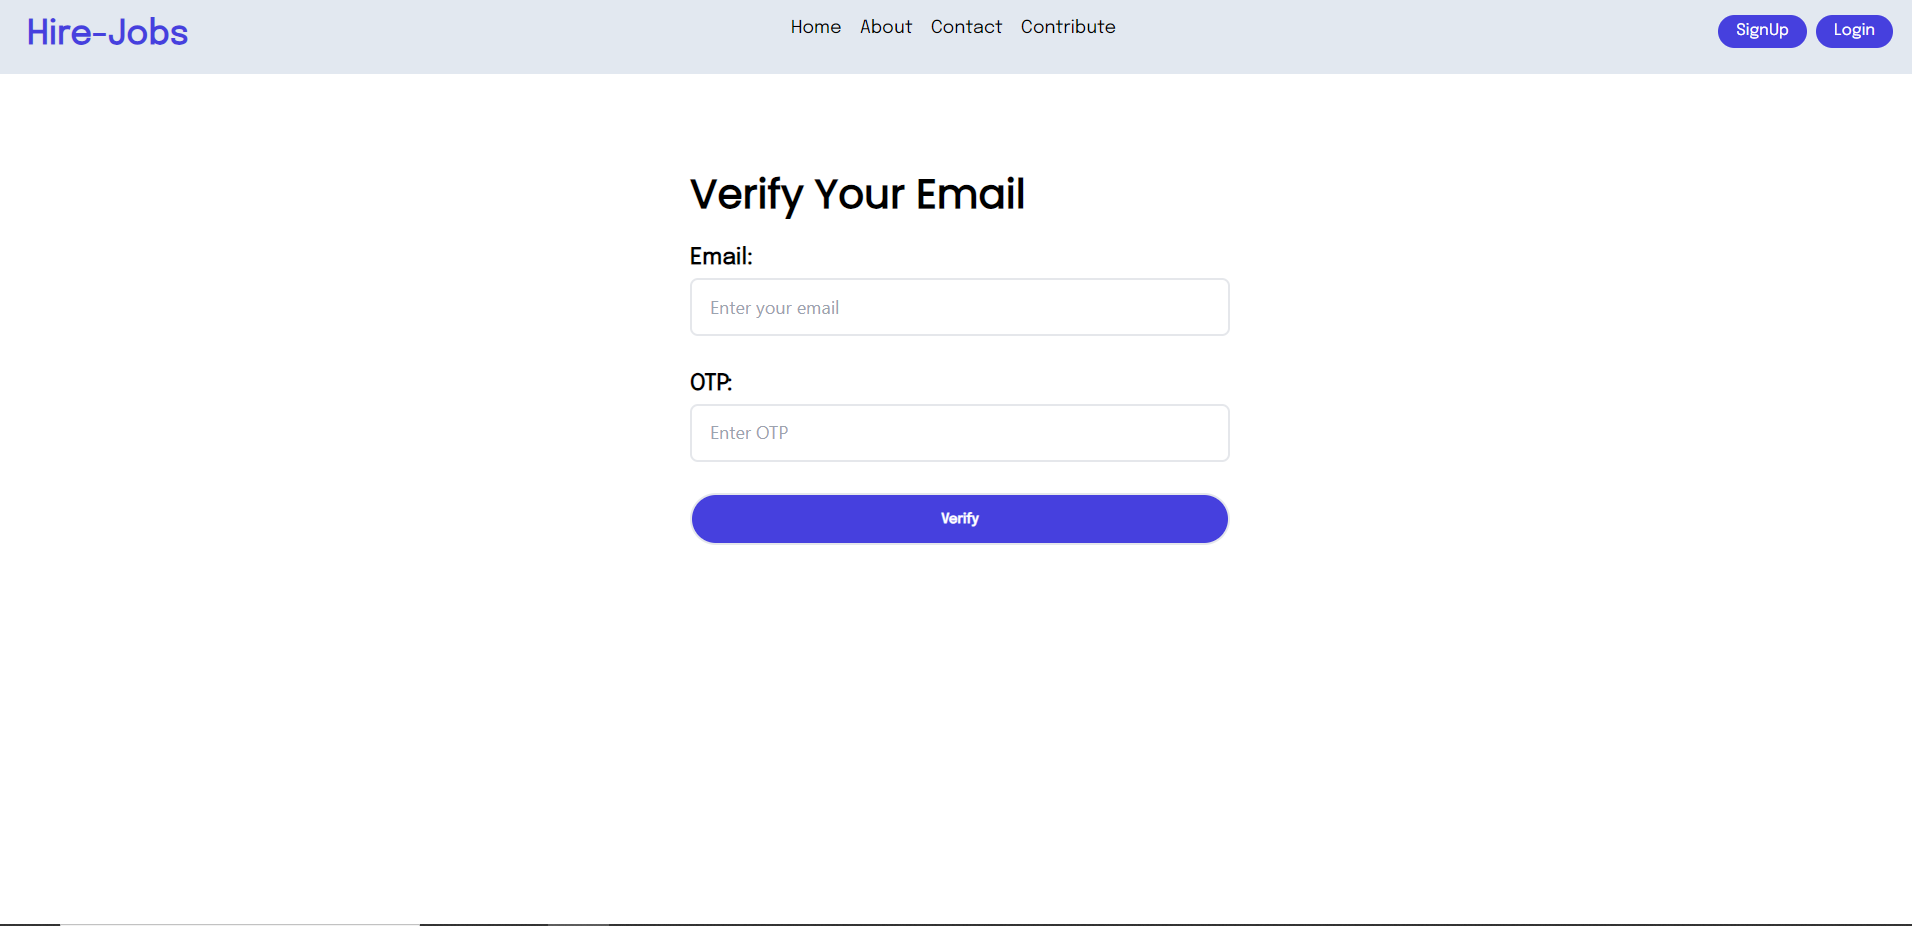 Hire-Jobs
Home About Contact Contribute
SignUp Login
Verify Your Email
Email:
Enter your email
OTP:
Enter OTP
Verify